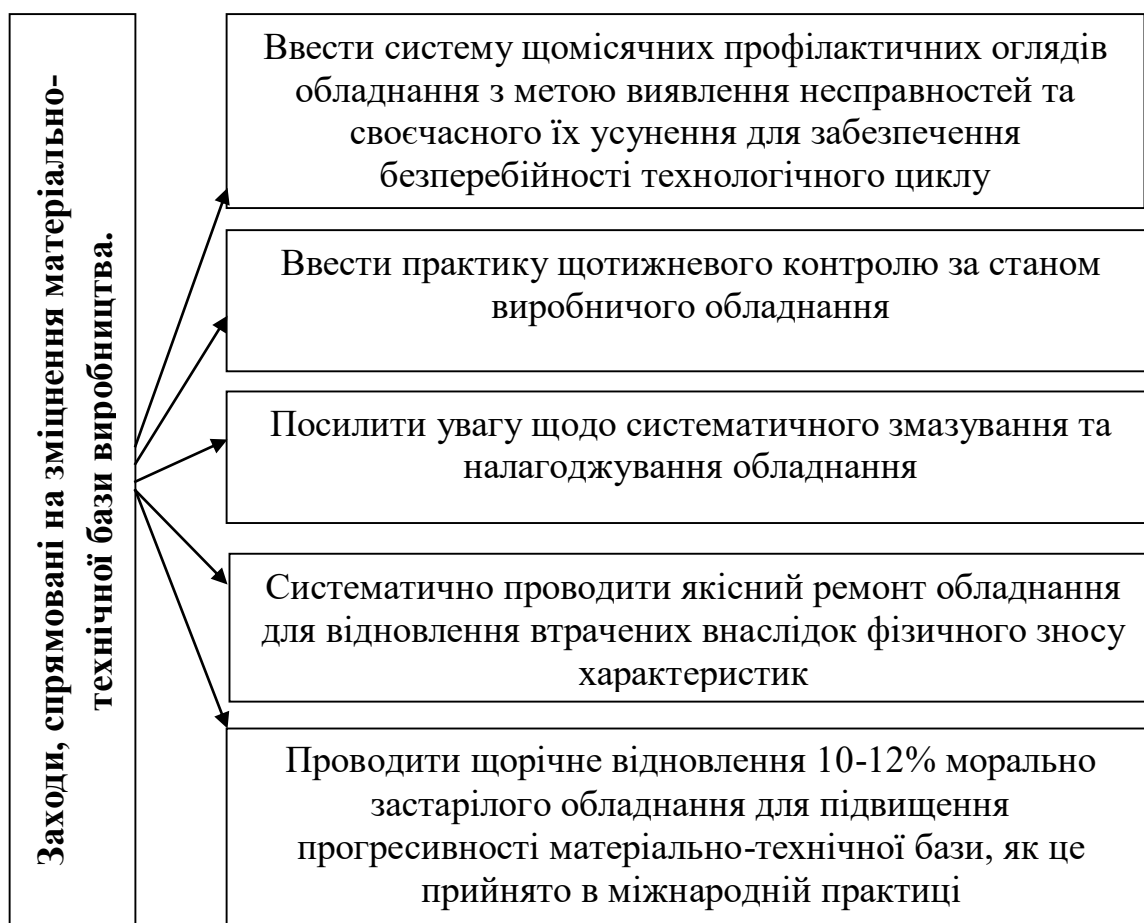 Заходи, спрямовані на зміцнення матеріально-
технічної бази виробництва.
Ввести систему щомісячних профілактичних оглядів
обладнання з метою виявлення несправностей та
своєчасного їх усунення для забезпечення
безперебійності технологічного циклу
Ввести практику щотижневого контролю за станом
виробничого обладнання
Посилити увагу щодо систематичного змазування та
налагоджування обладнання
Систематично проводити якісний ремонт обладнання
для відновлення втрачених внаслідок фізичного зносу
характеристик
Проводити щорічне відновлення 10-12% морально
застарілого обладнання для підвищення
прогресивності матеріально-технічної бази, як це
прийнято в міжнародній практиці